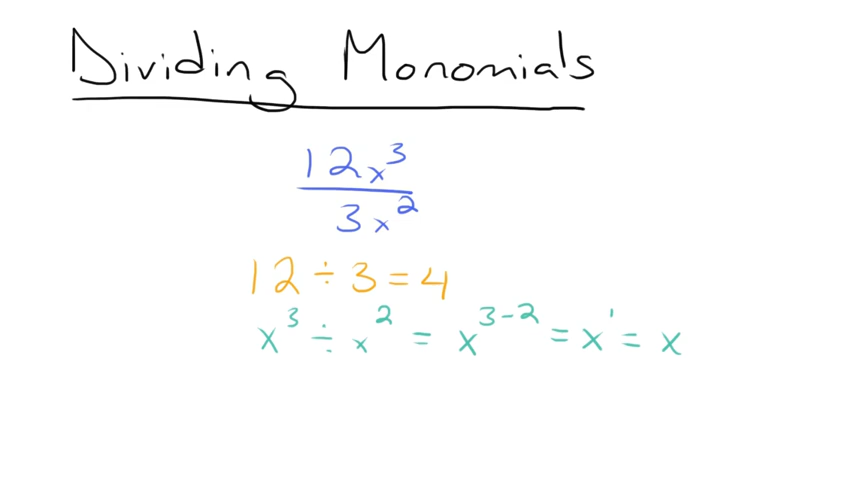 Dividing Monomials
12x³
3x²
12 ÷ 3 = 4
x³ ÷ x² = x³⁻² = x¹ = x